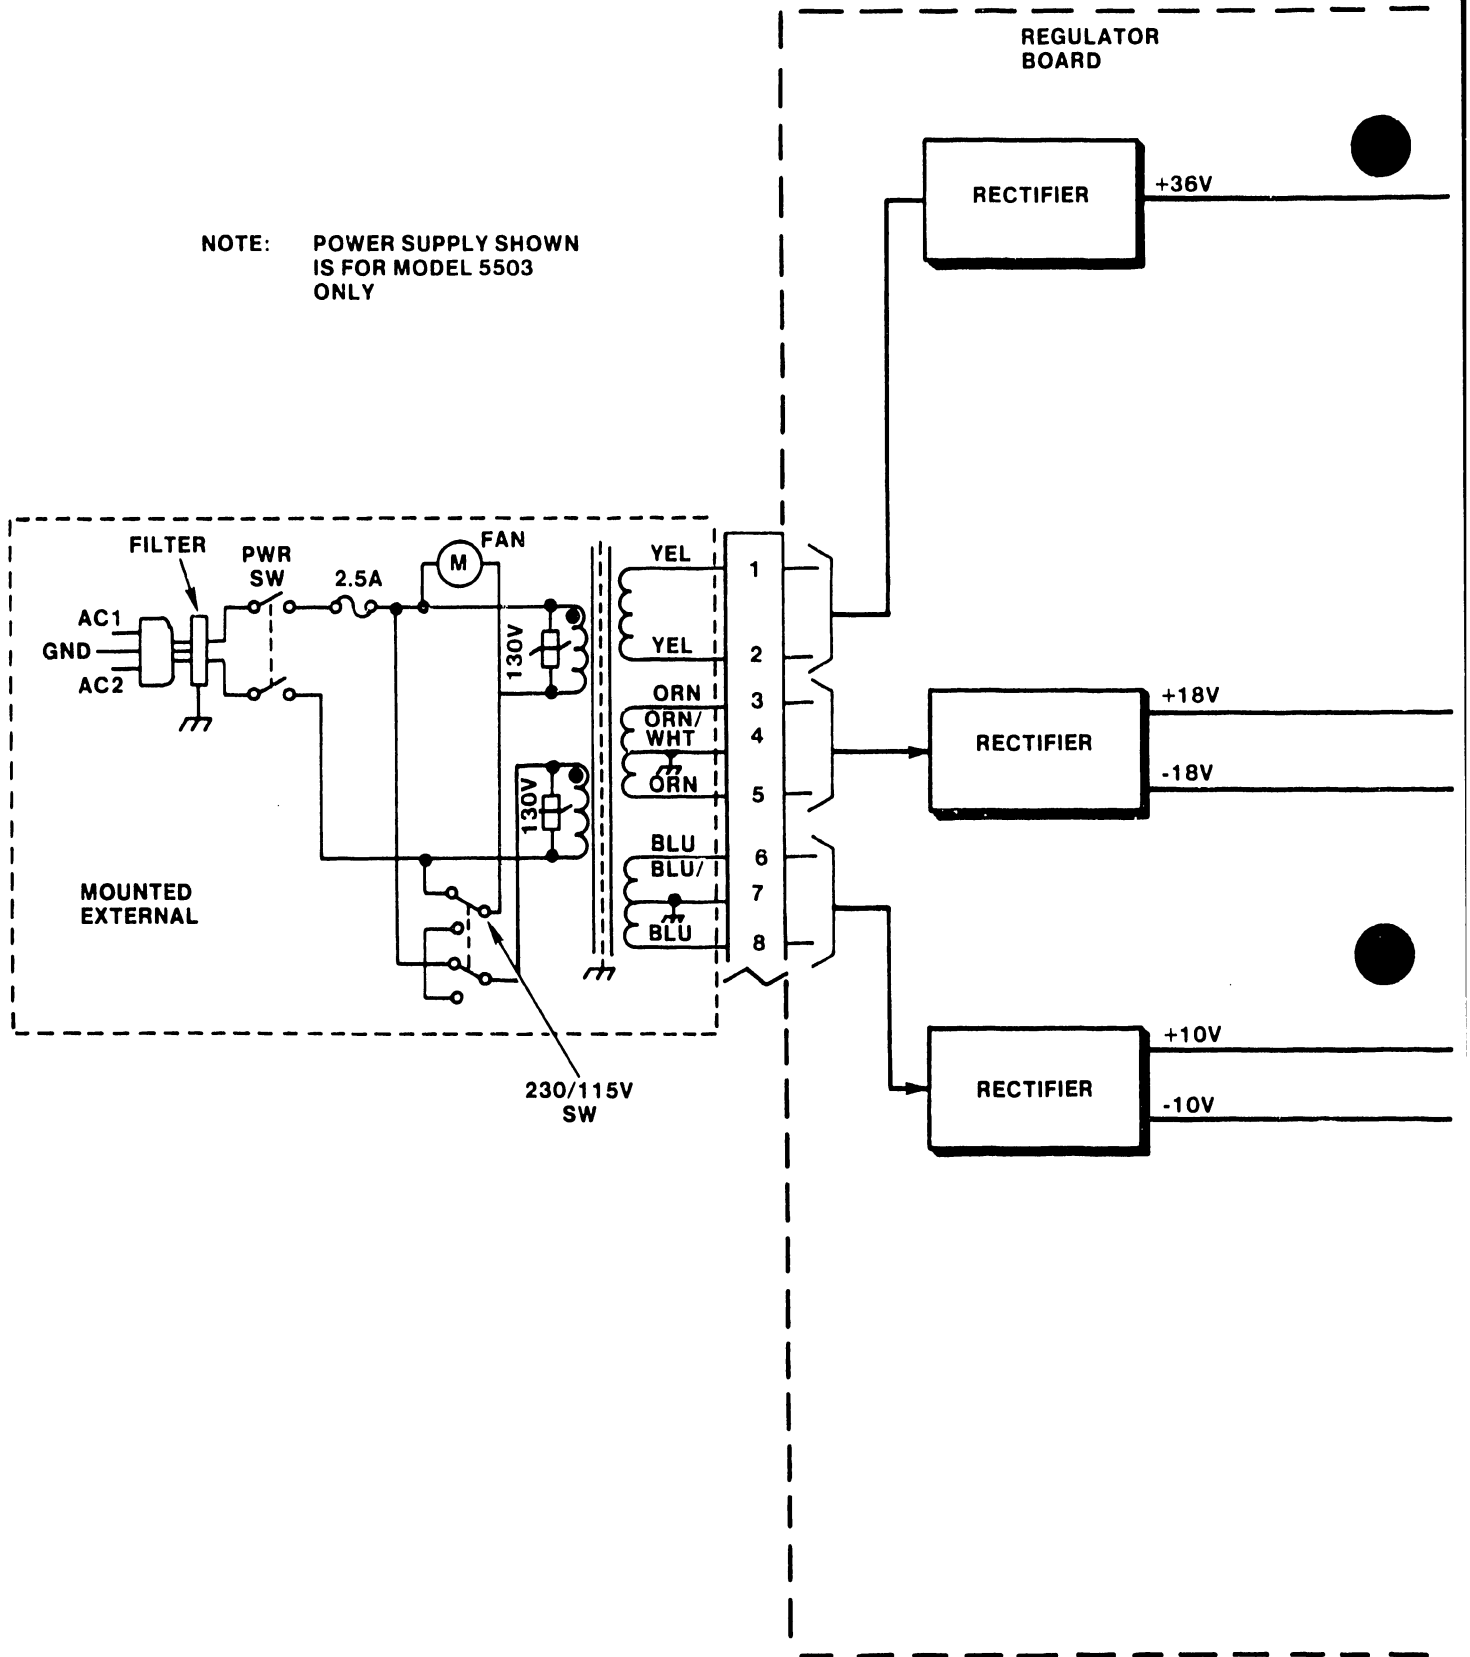 REGULATOR
BOARD
RECTIFIER
+36V
NOTE: POWER SUPPLY SHOWN
IS FOR MODEL 5503
ONLY
FILTER
PWR
SW
2.5A
FAN
M
AC1
GND
AC2
130V
130V
YEL
YEL
ORN
ORN/
WHT
ORN
BLU
BLU/
BLU
1
2
3
4
5
6
7
8
RECTIFIER
+18V
-18V
MOUNTED
EXTERNAL
230/115V
SW
RECTIFIER
+10V
-10V